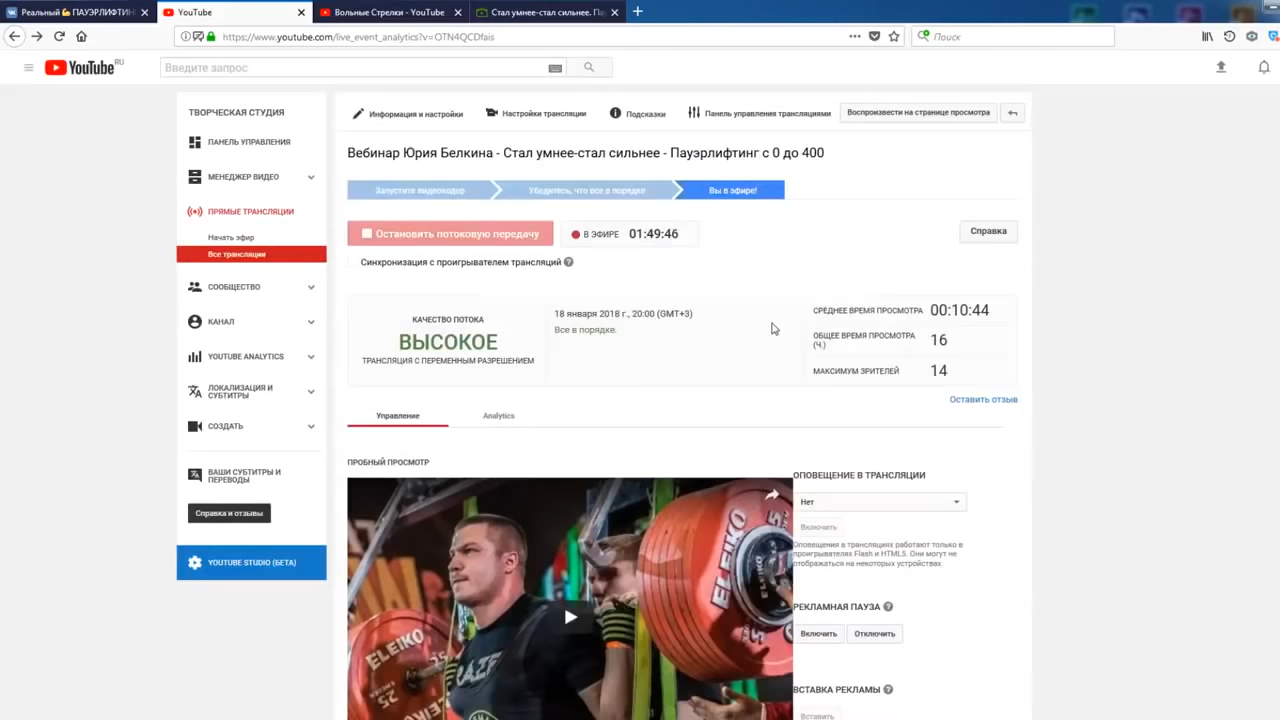 Реальный 💪 ПАУЭРЛИФТИН
YouTube
Вольные Стрелки - YouTube
Стал умнее-стал сильнее. П
https://www.youtube.com/live_event_analytics?v=OTN4QCDfais
Поиск
YouTube RU
Введите запрос
ТВОРЧЕСКАЯ СТУДИЯ
ПАНЕЛЬ УПРАВЛЕНИЯ
МЕНЕДЖЕР ВИДЕО
ПРЯМЫЕ ТРАНСЛЯЦИИ
Начать эфир
Все трансляции
СООБЩЕСТВО
КАНАЛ
YOUTUBE ANALYTICS
ЛОКАЛИЗАЦИЯ И
СУБТИТРЫ
СОЗДАТЬ
ВАШИ СУБТИТРЫ И
ПЕРЕВОДЫ
Справка и отзывы
YOUTUBE STUDIO (БЕТА)
Информация и настройки
Настройки трансляции
Подсказки
Панель управления трансляциями
Воспроизвести на странице просмотра
Вебинар Юрия Белкина - Стал умнее-стал сильнее - Пауэрлифтинг с 0 до 400
Запустите видеокодер
Убедитесь, что все в порядке
Вы в эфире!
Остановить потоковую передачу
В ЭФИРЕ 01:49:46
Справка
Синхронизация с проигрывателем трансляций
КАЧЕСТВО ПОТОКА
ВЫСОКОЕ
ТРАНСЛЯЦИЯ С ПЕРЕМЕННЫМ РАЗРЕШЕНИЕМ
18 января 2018 г., 20:00 (GMT+3)
Все в порядке.
СРЕДНЕЕ ВРЕМЯ ПРОСМОТРА 00:10:44
ОБЩЕЕ ВРЕМЯ ПРОСМОТРА
(Ч.) 16
МАКСИМУМ ЗРИТЕЛЕЙ 14
Оставить отзыв
Управление
Analytics
ПРОБНЫЙ ПРОСМОТР
ELEIKO
25
ELEIKO
ОПОВЕЩЕНИЕ В ТРАНСЛЯЦИИ
Нет
Включить
Оповещения в трансляциях работают только в
проигрывателях Flash и HTML5. Они могут не
отображаться на некоторых устройствах
РЕКЛАМНАЯ ПАУЗА
Включить
Отключить
ВСТАВКА РЕКЛАМЫ
Вставить